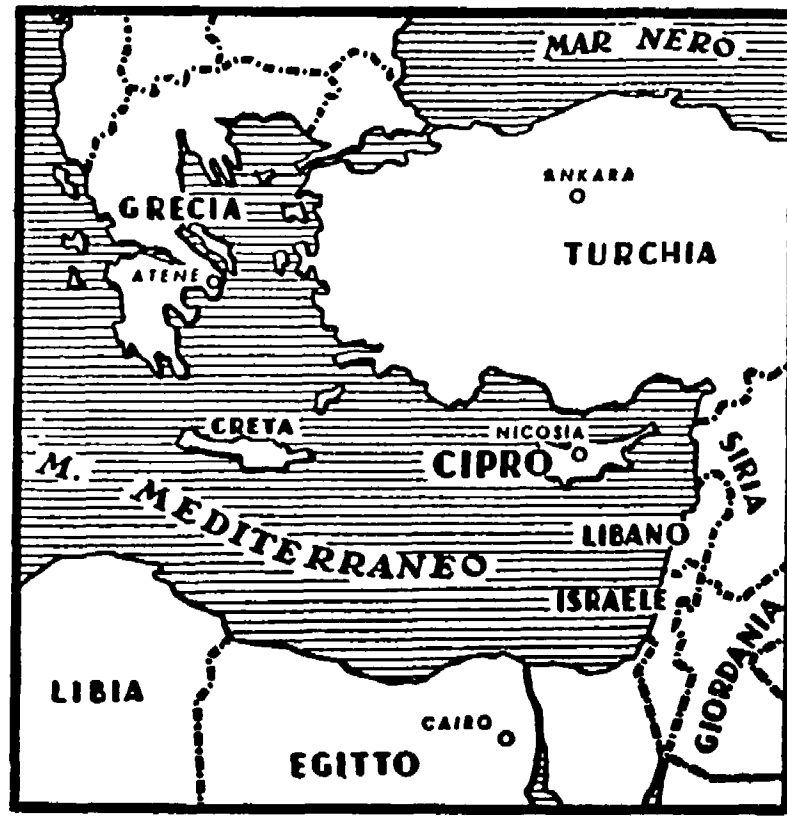 MAR NERO
ANKARA
GRECIA
TURCHIA
ATENE
CRETA
NICOSIA
CIPRO
SIRIA
M. MEDITERRANEO
LIBANO
ISRAELE
GIORDANIA
LIBIA
CAIRO
EGITTO